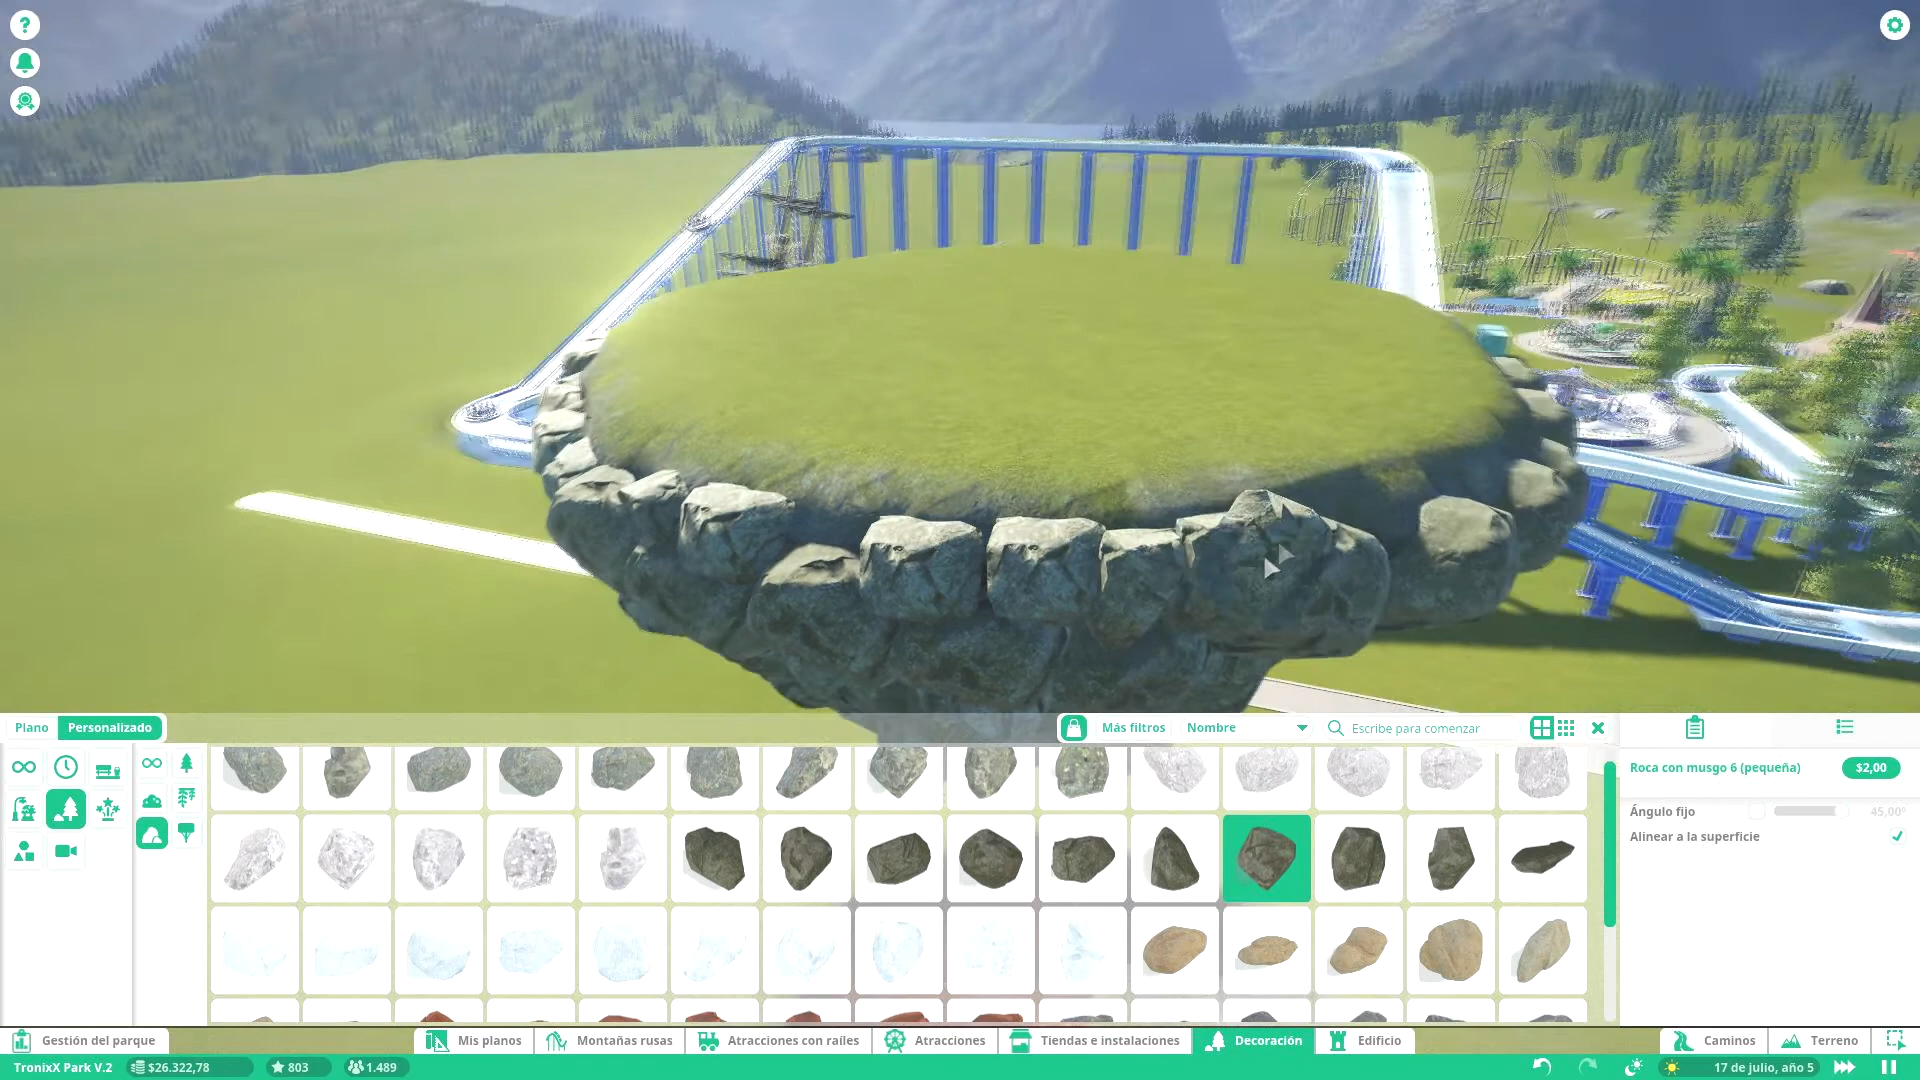 ?
Plano
Personalizado
Más filtros
Nombre
Escribe para comenzar
Roca con musgo 6 (pequeña)
$2,00
Ángulo fijo
45,00°
Alinear a la superficie
Gestión del parque
Mis planos
Montañas rusas
Atracciones con raíles
Atracciones
Tiendas e instalaciones
Decoración
Edificio
Caminos
Terreno
TronixX Park V.2
$26.322,78
803
1.489
17 de julio, año 5